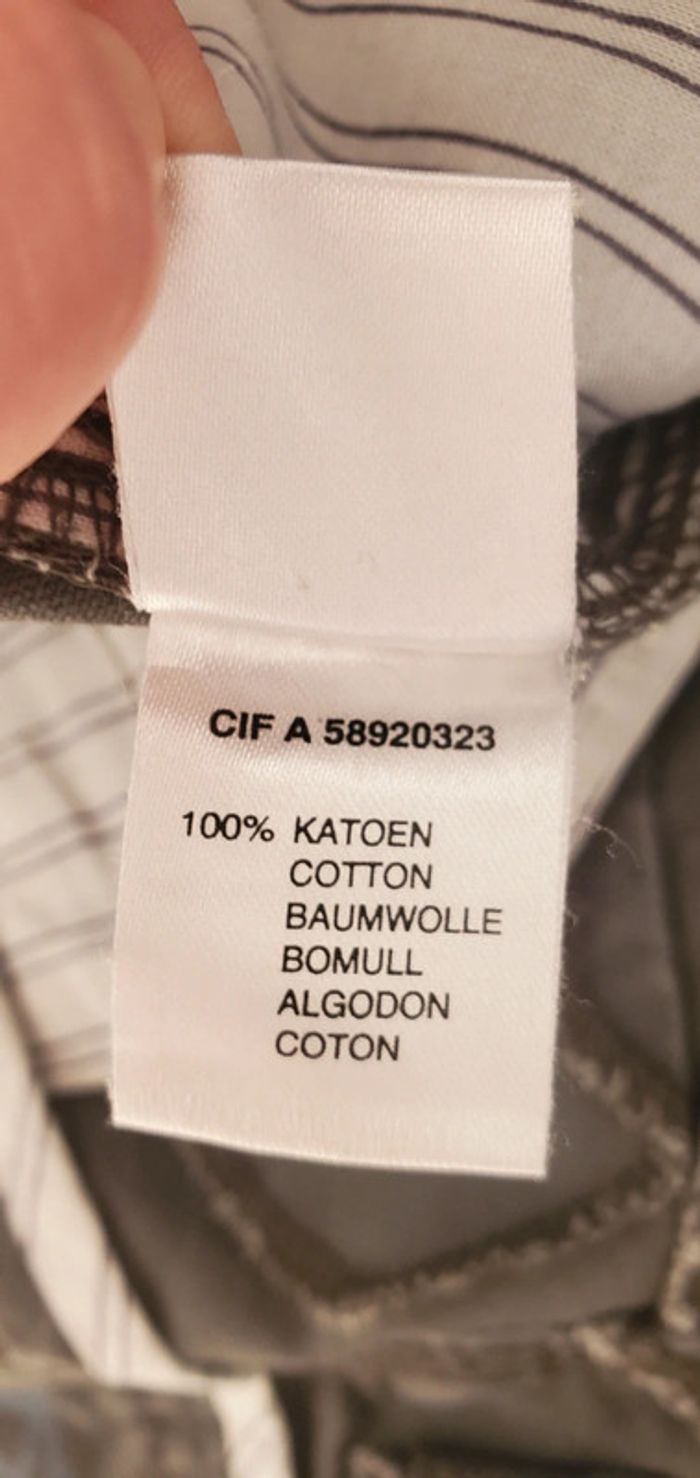 CIF A 58920323
100% KATOEN
COTTON
BAUMWOLLE
BOMULL
ALGODON
COTON